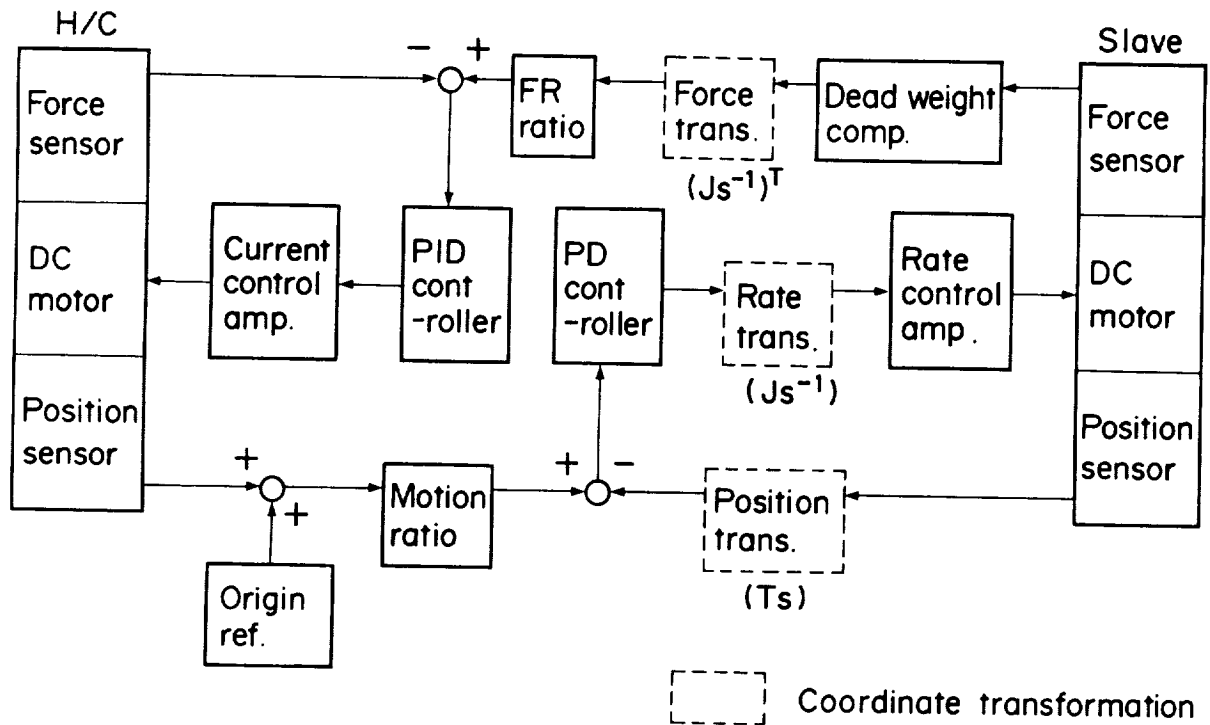 H/C
Slave
Force
sensor
DC
motor
Position
sensor
- +
FR
ratio
Force
trans.
(Js⁻¹)ᵀ
Dead weight
comp.
Force
sensor
DC
motor
Position
sensor
Current
control
amp.
PID
cont
-roller
PD
cont
-roller
Rate
trans.
(Js⁻¹)
Rate
control
amp.
+
+
Origin
ref.
Motion
ratio
+ -
Position
trans.
(Ts)
Coordinate transformation